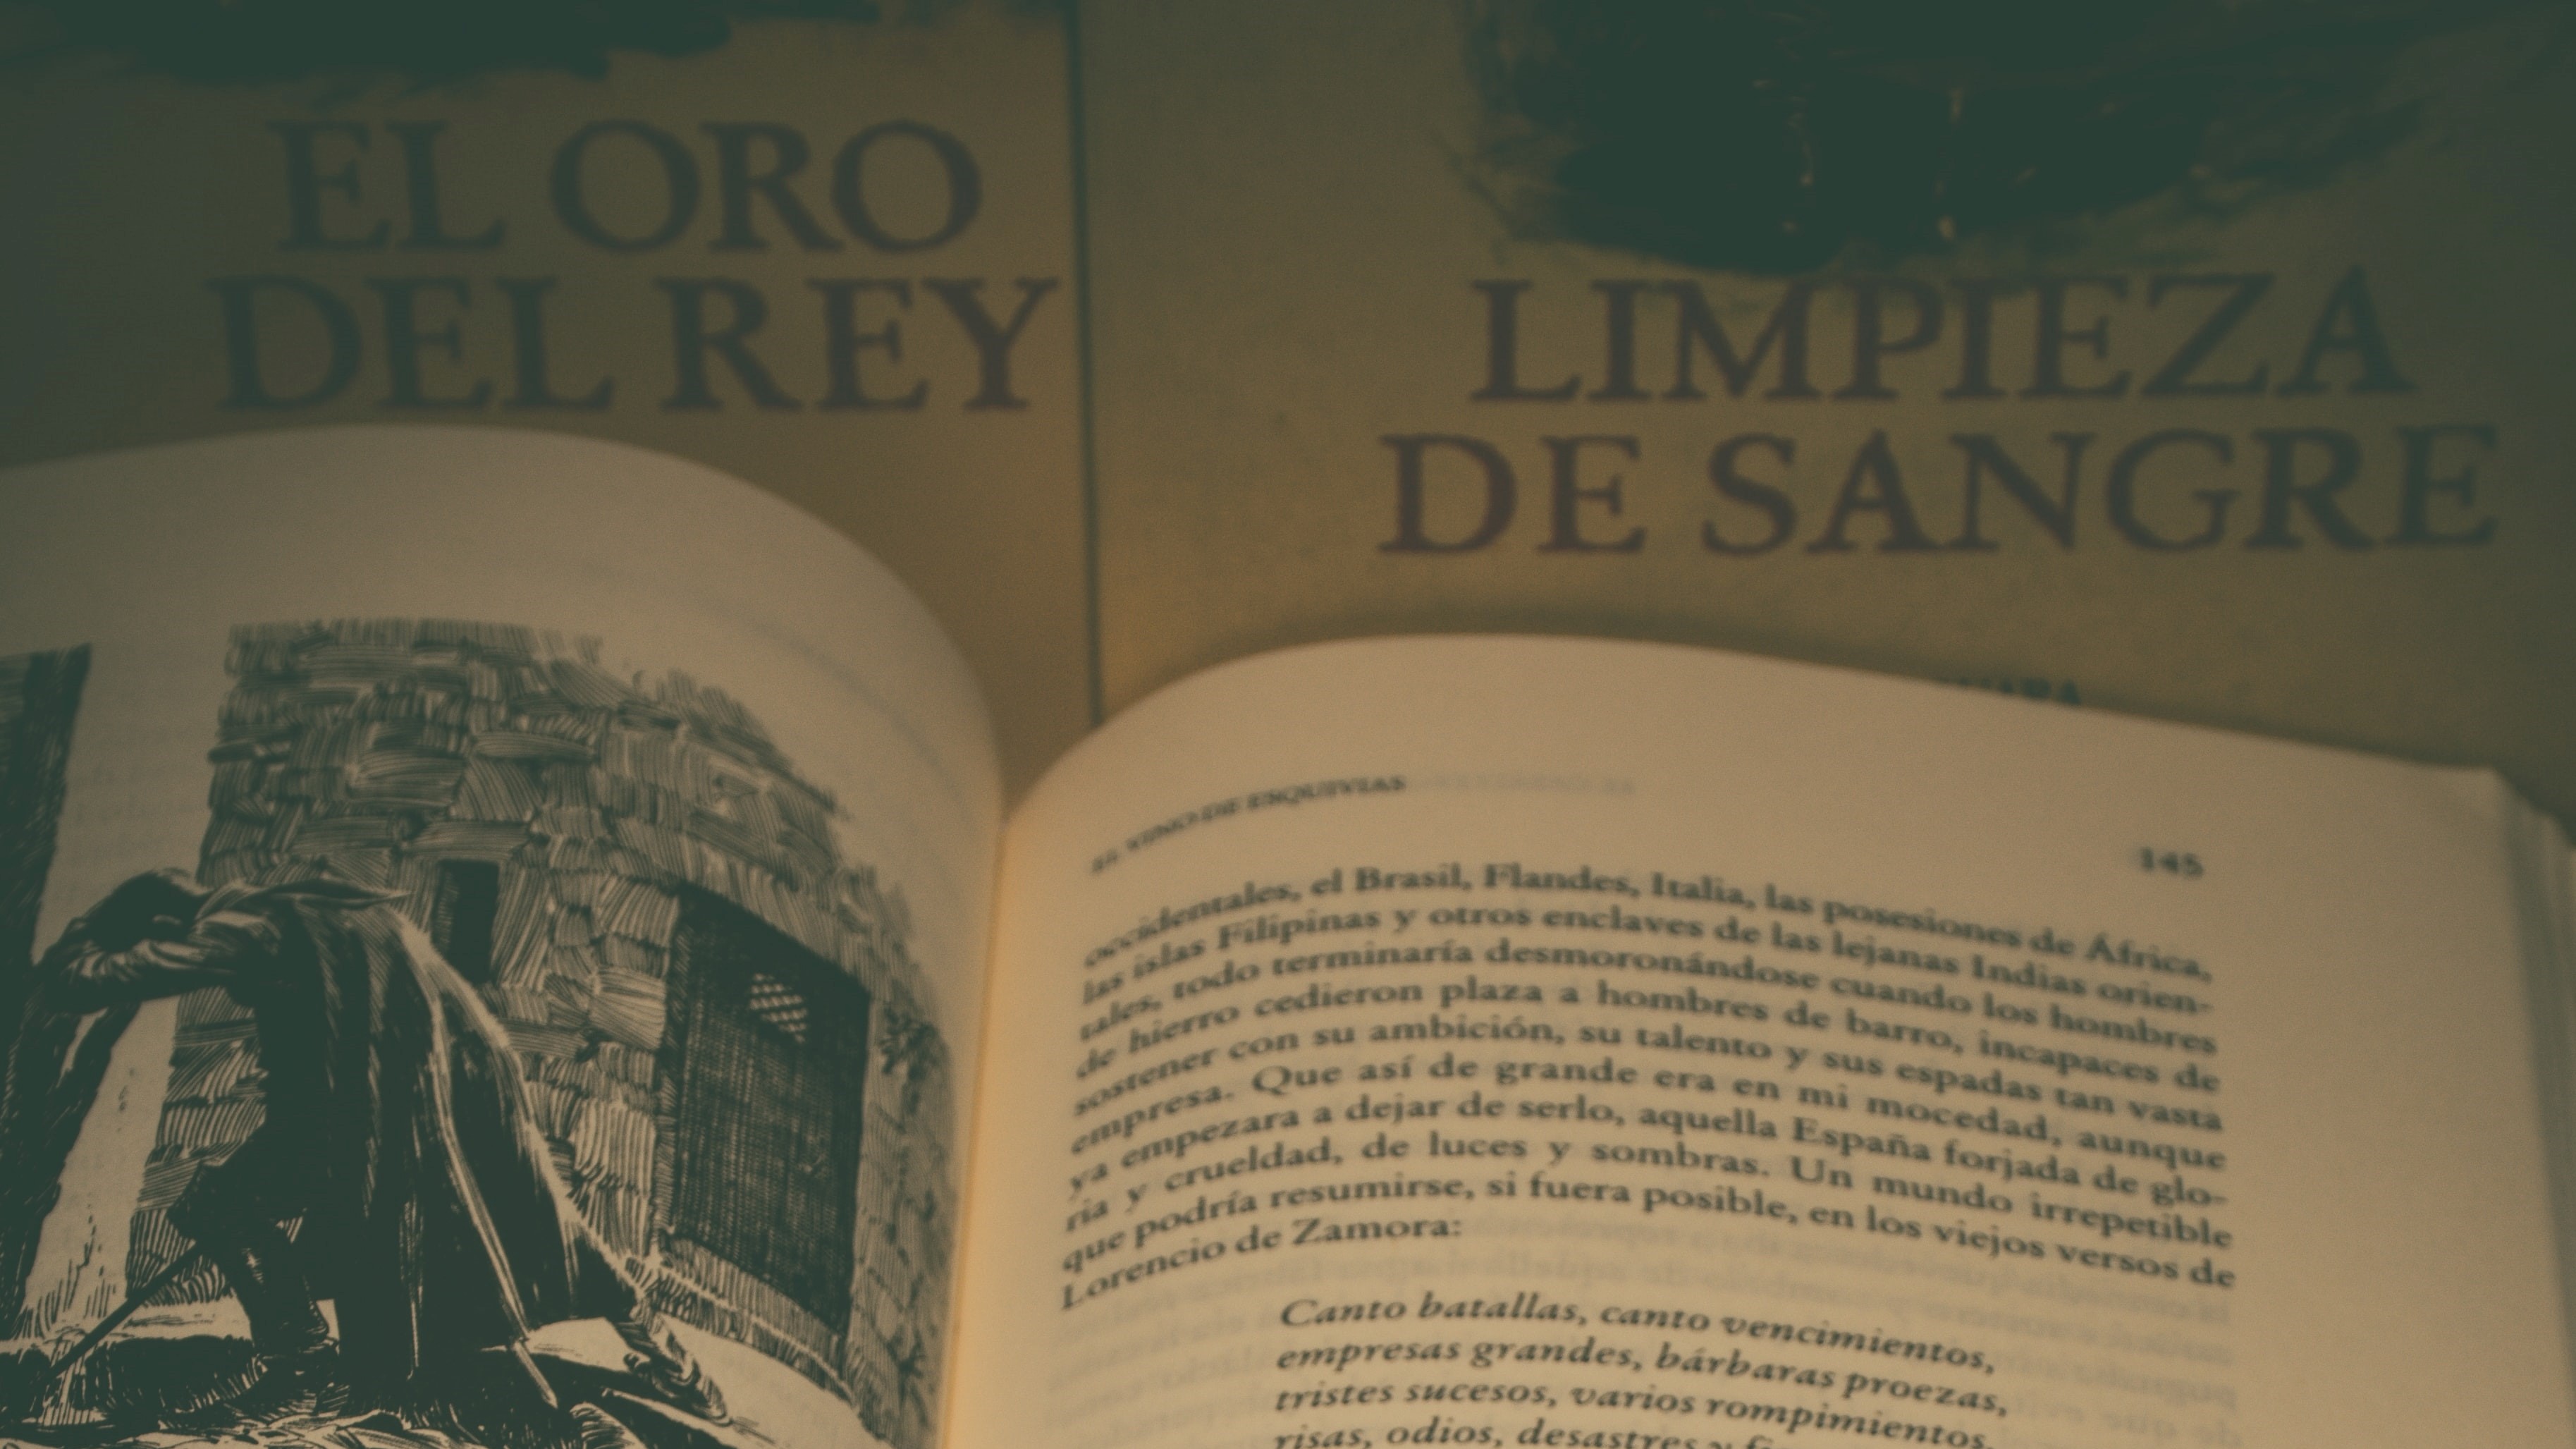 EL ORO
DEL REY
LIMPIEZA
DE SANGRE
EL VINO DE ESQUIVIAS
145
occidentales, el Brasil, Flandes, Italia, las posesiones de África,
las islas Filipinas y otros enclaves de las lejanas Indias orien-
tales, todo terminaría desmoronándose cuando los hombres
de hierro cedieron plaza a hombres de barro, incapaces de
sostener con su ambición, su talento y sus espadas tan vasta
empresa. Que así de grande era en mi mocedad, aunque
ya empezara a dejar de serlo, aquella España forjada de glo-
ria y crueldad, de luces y sombras. Un mundo irrepetible
que podría resumirse, si fuera posible, en los viejos versos de
Lorencio de Zamora:
Canto batallas, canto vencimientos,
empresas grandes, bárbaras proezas,
tristes sucesos, varios rompimientos,
risas, odios, desastres y